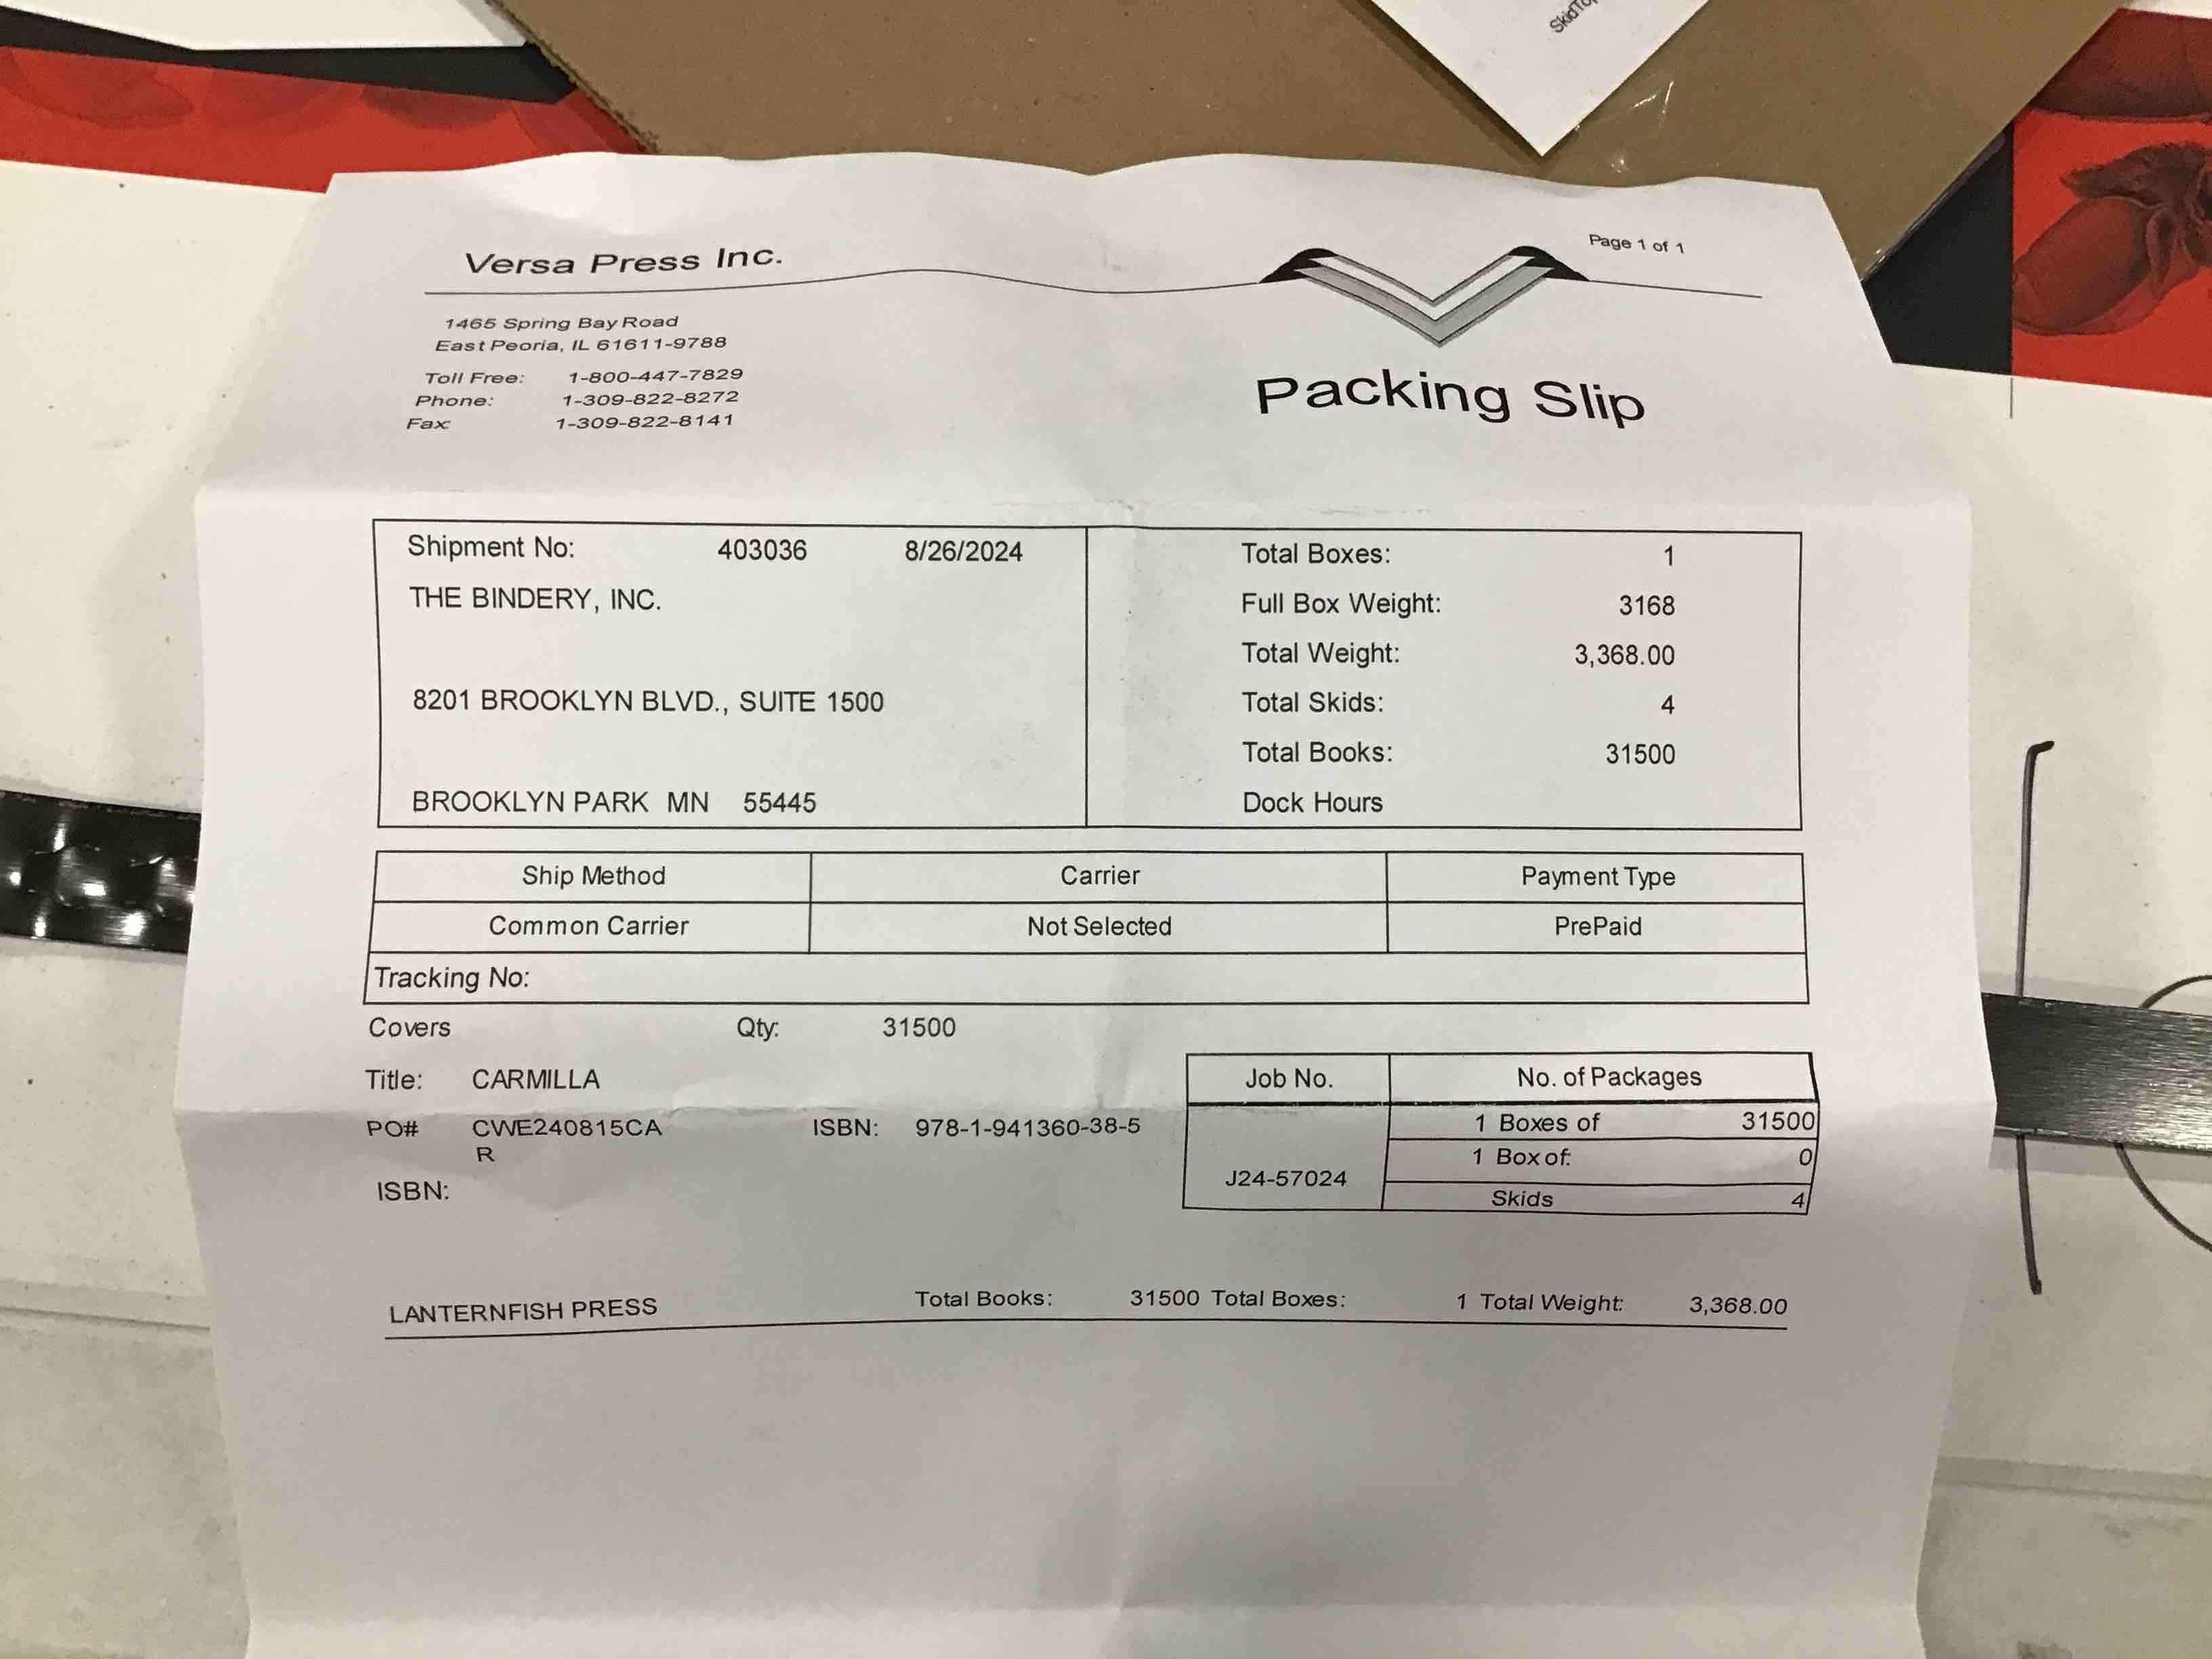 SkidTo
Page 1 of 1
Versa Press Inc.
1465 Spring Bay Road
East Peoria, IL 61611-9788
Toll Free: 1-800-447-7829
Phone: 1-309-822-8272
Fax: 1-309-822-8141
Packing Slip
Shipment No: 403036 8/26/2024
THE BINDERY, INC.
8201 BROOKLYN BLVD., SUITE 1500
BROOKLYN PARK MN 55445
Total Boxes: 1
Full Box Weight: 3168
Total Weight: 3,368.00
Total Skids: 4
Total Books: 31500
Dock Hours
Ship Method Carrier Payment Type
Common Carrier Not Selected PrePaid
Tracking No:
Covers Qty: 31500
Title: CARMILLA
PO# CWE240815CA ISBN: 978-1-941360-38-5
R
ISBN:
Job No. No. of Packages
1 Boxes of 31500
1 Box of: 0
J24-57024
Skids 4
LANTERNFISH PRESS Total Books: 31500 Total Boxes: 1 Total Weight: 3,368.00